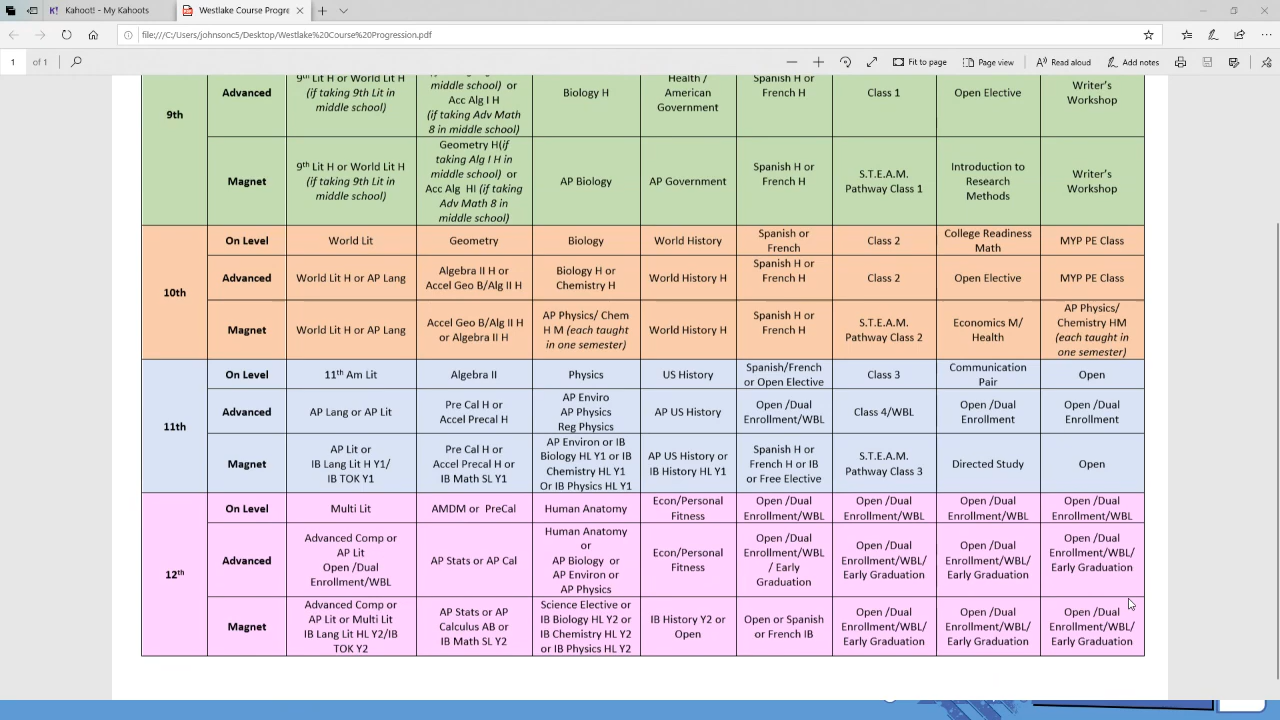 Kahoot! - My Kahoots
Westlake Course Progre
file:///C:/Users/johnsonc5/Desktop/Westlake%20Course%20Progression.pdf
1 of 1
Fit to page
Page view
Read aloud
Add notes
9th
Advanced
9th Lit H or World Lit H
(if taking 9th Lit in
middle school)
middle school) or
Acc Alg I H
(if taking Adv Math
8 in middle school)
Biology H
Health /
American
Government
Spanish H or
French H
Class 1
Open Elective
Writer's
Workshop
Magnet
9th Lit H or World Lit H
(if taking 9th Lit in
middle school)
Geometry H(if
taking Alg I H in
middle school) or
Acc Alg HI (if taking
Adv Math 8 in
middle school)
AP Biology
AP Government
Spanish H or
French H
S.T.E.A.M.
Pathway Class 1
Introduction to
Research
Methods
Writer's
Workshop
10th
On Level
World Lit
Geometry
Biology
World History
Spanish or
French
Class 2
College Readiness
Math
MYP PE Class
Advanced
World Lit H or AP Lang
Algebra II H or
Accel Geo B/Alg II H
Biology H or
Chemistry H
World History H
Spanish H or
French H
Class 2
Open Elective
MYP PE Class
Magnet
World Lit H or AP Lang
Accel Geo B/Alg II H
or Algebra II H
AP Physics/ Chem
H M (each taught
in one semester)
World History H
Spanish H or
French H
S.T.E.A.M.
Pathway Class 2
Economics M/
Health
AP Physics/
Chemistry HM
(each taught in
one semester)
11th
On Level
11th Am Lit
Algebra II
Physics
US History
Spanish/French
or Open Elective
Class 3
Communication
Pair
Open
Advanced
AP Lang or AP Lit
Pre Cal H or
Accel Precal H
AP Enviro
AP Physics
Reg Physics
AP US History
Open /Dual
Enrollment/WBL
Class 4/WBL
Open /Dual
Enrollment
Open /Dual
Enrollment
Magnet
AP Lit or
IB Lang Lit H Y1/
IB TOK Y1
Pre Cal H or
Accel Precal H or
IB Math SL Y1
AP Environ or IB
Biology HL Y1 or IB
Chemistry HL Y1
Or IB Physics HL Y1
AP US History or
IB History HL Y1
Spanish H or
French H or IB
or Free Elective
S.T.E.A.M.
Pathway Class 3
Directed Study
Open
12th
On Level
Multi Lit
AMDM or PreCal
Human Anatomy
Econ/Personal
Fitness
Open /Dual
Enrollment/WBL
Open /Dual
Enrollment/WBL
Open /Dual
Enrollment/WBL
Open /Dual
Enrollment/WBL
Advanced
Advanced Comp or
AP Lit
Open /Dual
Enrollment/WBL
AP Stats or AP Cal
Human Anatomy
or
AP Biology or
AP Environ or
AP Physics
Econ/Personal
Fitness
Open /Dual
Enrollment/WBL
/ Early
Graduation
Open /Dual
Enrollment/WBL/
Early Graduation
Open /Dual
Enrollment/WBL/
Early Graduation
Open /Dual
Enrollment/WBL/
Early Graduation
Magnet
Advanced Comp or
AP Lit or Multi Lit
IB Lang Lit HL Y2/IB
TOK Y2
AP Stats or AP
Calculus AB or
IB Math SL Y2
Science Elective or
IB Biology HL Y2 or
IB Chemistry HL Y2
or IB Physics HL Y2
IB History Y2 or
Open
Open or Spanish
or French IB
Open /Dual
Enrollment/WBL/
Early Graduation
Open /Dual
Enrollment/WBL/
Early Graduation
Open /Dual
Enrollment/WBL/
Early Graduation